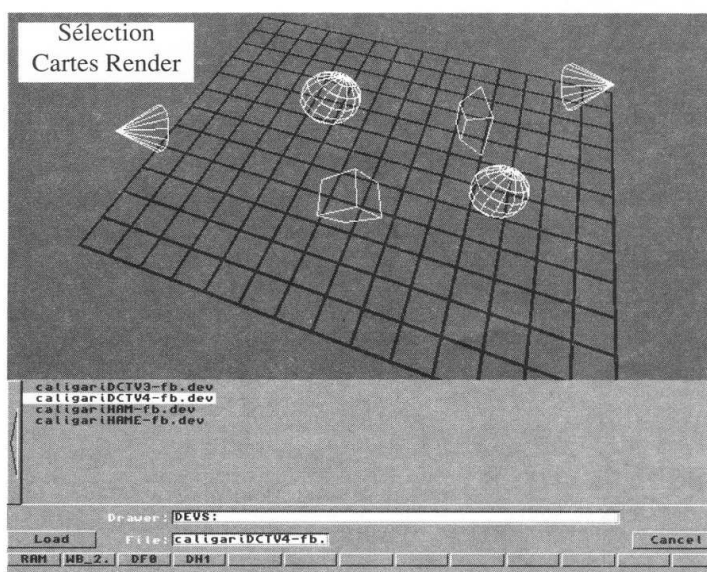 Sélection
Cartes Render
caligariDCTV3-fb.dev
caligariDCTV4-fb.dev
caligariHAM-fb.dev
caligariHAME-fb.dev
Drawer: DEVS:
Load File: caligariDCTV4-fb. Cancel
RAM WB_2. DF0 DH1